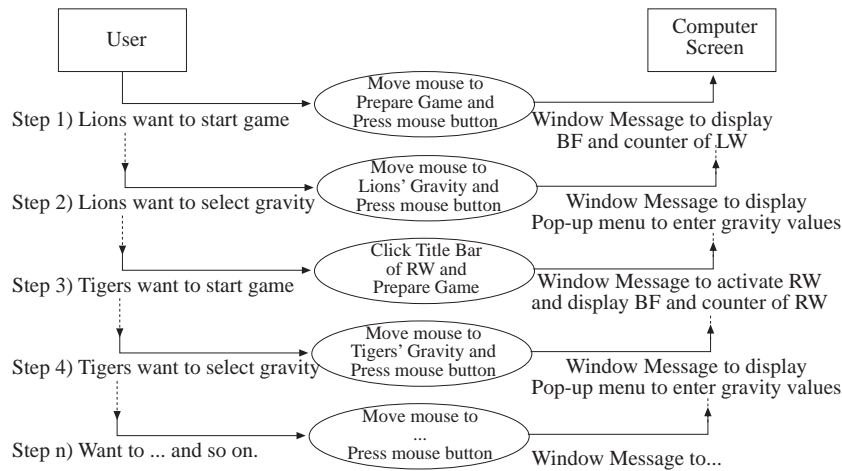 User
Computer
Screen
Move mouse to
Prepare Game and
Press mouse button
Step 1) Lions want to start game
Window Message to display
BF and counter of LW
Move mouse to
Lions' Gravity and
Press mouse button
Step 2) Lions want to select gravity
Window Message to display
Pop-up menu to enter gravity values
Click Title Bar
of RW and
Prepare Game
Step 3) Tigers want to start game
Window Message to activate RW
and display BF and counter of RW
Move mouse to
Tigers' Gravity and
Press mouse button
Step 4) Tigers want to select gravity
Window Message to display
Pop-up menu to enter gravity values
Move mouse to
...
Press mouse button
Step n) Want to ... and so on.
Window Message to...